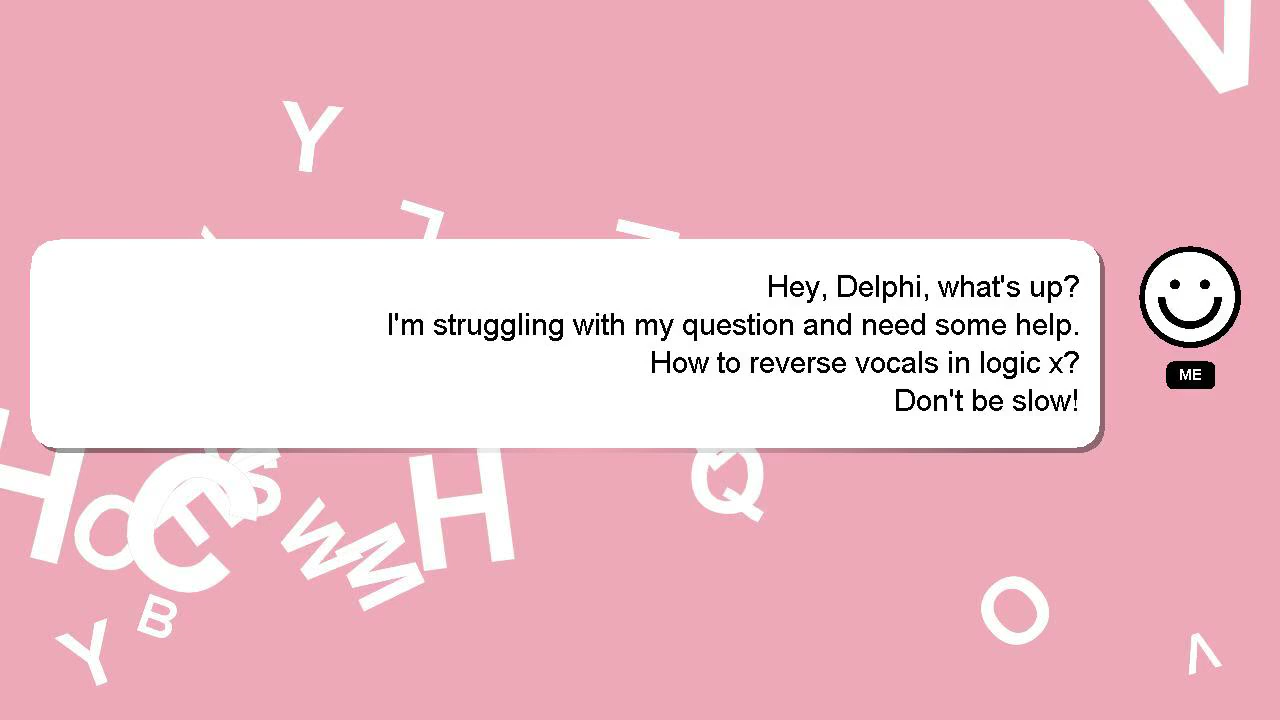 Hey, Delphi, what's up?
I'm struggling with my question and need some help.
How to reverse vocals in logic x?
Don't be slow!
ME
V
Y
L
L
H
O
C
T
S
W
M
H
Q
B
Y
O
V